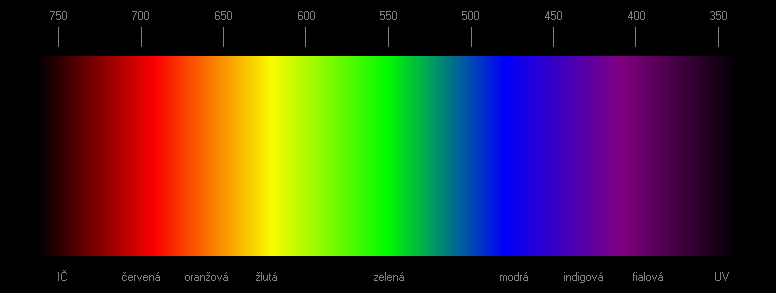 750 700 650 600 550 500 450 400 350
IČ červená oranžová žlutá zelená modrá indigová fialová UV